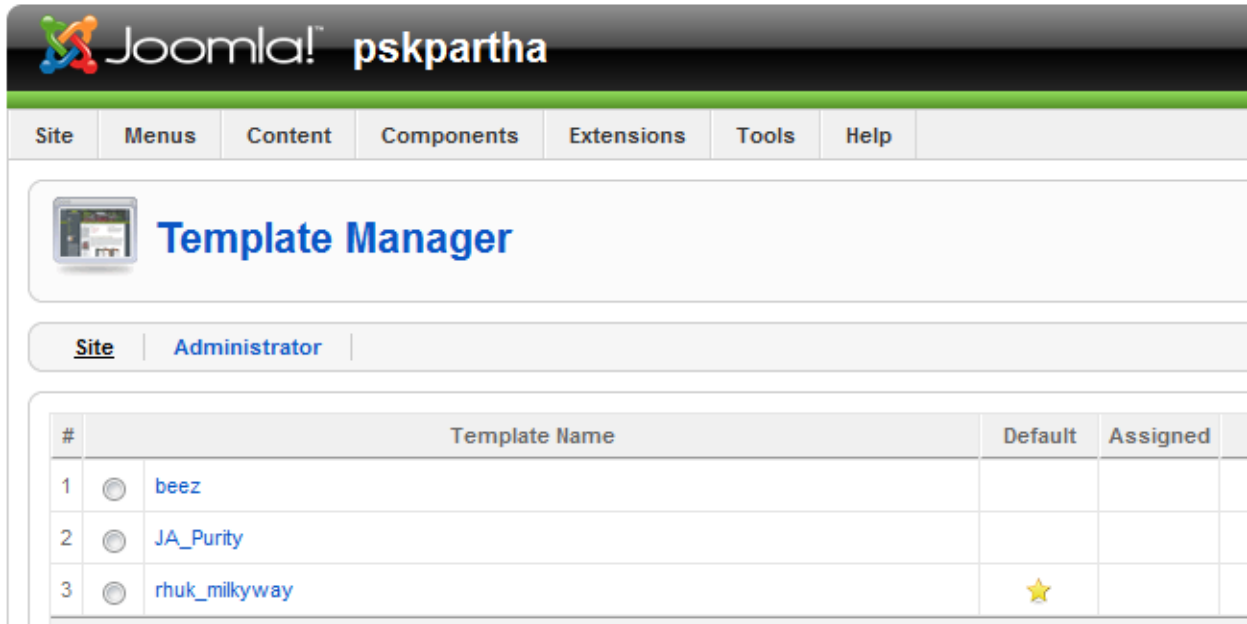 Joomla!™ pskpartha
Site Menus Content Components Extensions Tools Help
Template Manager
Site Administrator
# Template Name Default Assigned
1 beez
2 JA_Purity
3 rhuk_milkyway